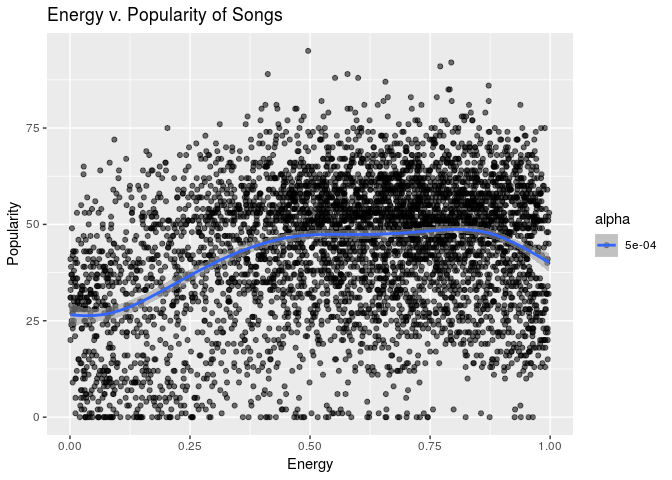 Energy v. Popularity of Songs
Popularity
75
50
25
0
0.00 0.25 0.50 0.75 1.00
Energy
alpha
5e-04